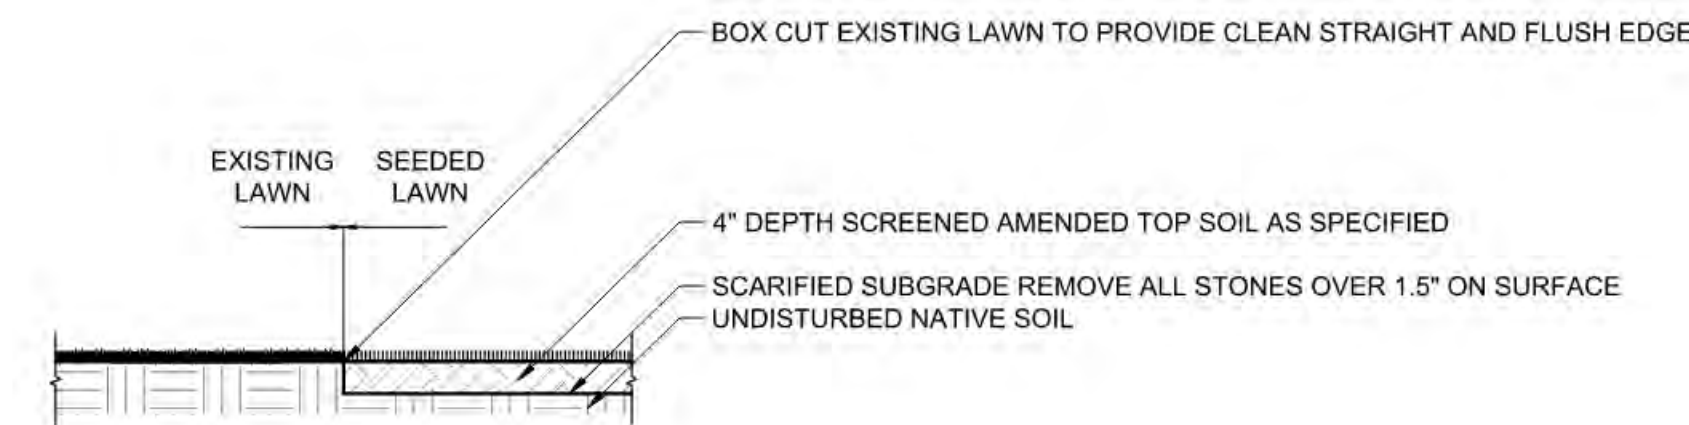 BOX CUT EXISTING LAWN TO PROVIDE CLEAN STRAIGHT AND FLUSH EDGE
EXISTING LAWN
SEEDED LAWN
4" DEPTH SCREENED AMENDED TOP SOIL AS SPECIFIED
SCARIFIED SUBGRADE REMOVE ALL STONES OVER 1.5" ON SURFACE
UNDISTURBED NATIVE SOIL